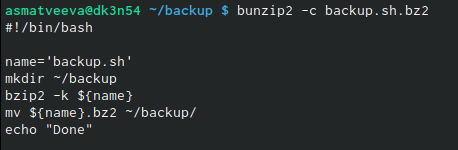 asmatveeva@dk3n54 ~/backup $ bunzip2 -c backup.sh.bz2
#!/bin/bash

name='backup.sh'
mkdir ~/backup
bzip2 -k ${name}
mv ${name}.bz2 ~/backup/
echo "Done"